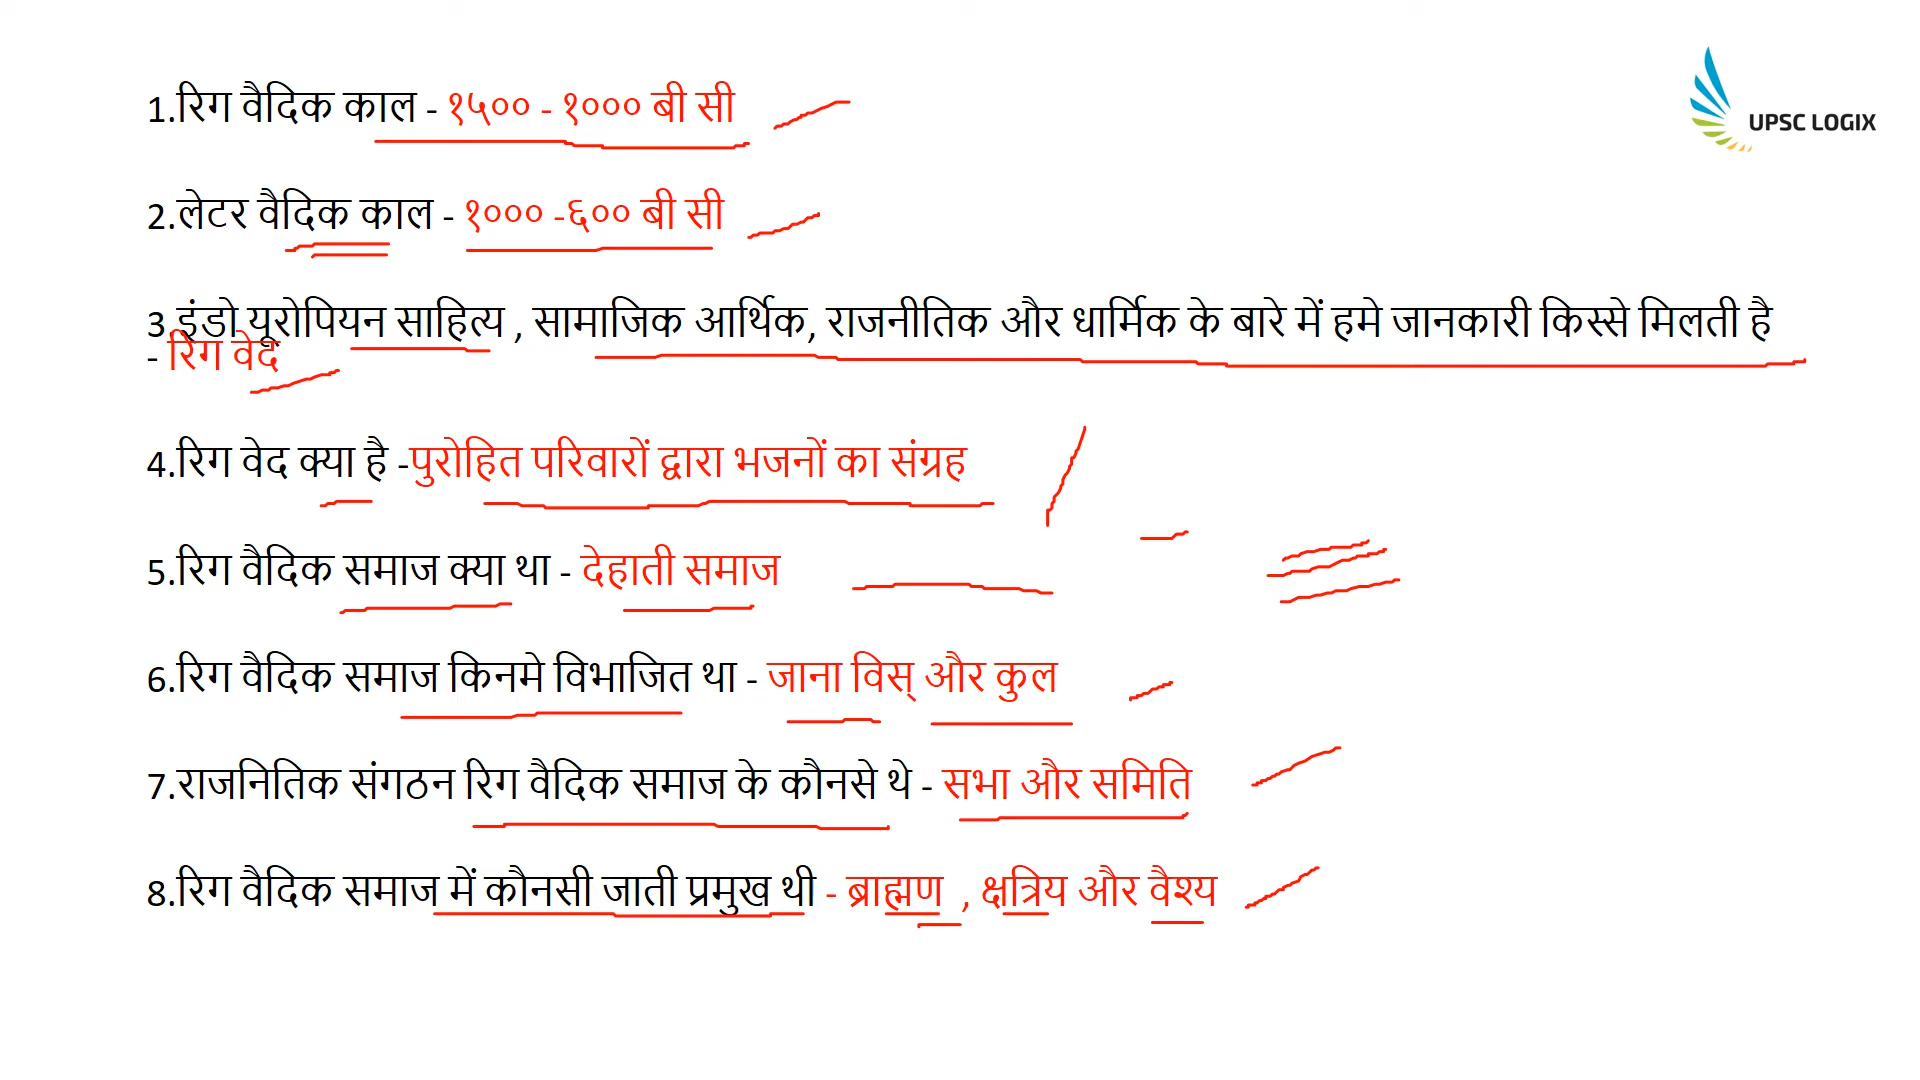 UPSC LOGIX
1.रिग वैदिक काल - १५०० - १००० बी सी
2.लेटर वैदिक काल - १००० -६०० बी सी
3.इंडो यूरोपियन साहित्य , सामाजिक आर्थिक, राजनीतिक और धार्मिक के बारे में हमे जानकारी किस्से मिलती है
- रिग वेद
4.रिग वेद क्या है -पुरोहित परिवारों द्वारा भजनों का संग्रह
5.रिग वैदिक समाज क्या था - देहाती समाज
6.रिग वैदिक समाज किनमे विभाजित था - जाना विस् और कुल
7.राजनितिक संगठन रिग वैदिक समाज के कौनसे थे - सभा और समिति
8.रिग वैदिक समाज में कौनसी जाती प्रमुख थी - ब्राह्मण , क्षत्रिय और वैश्य